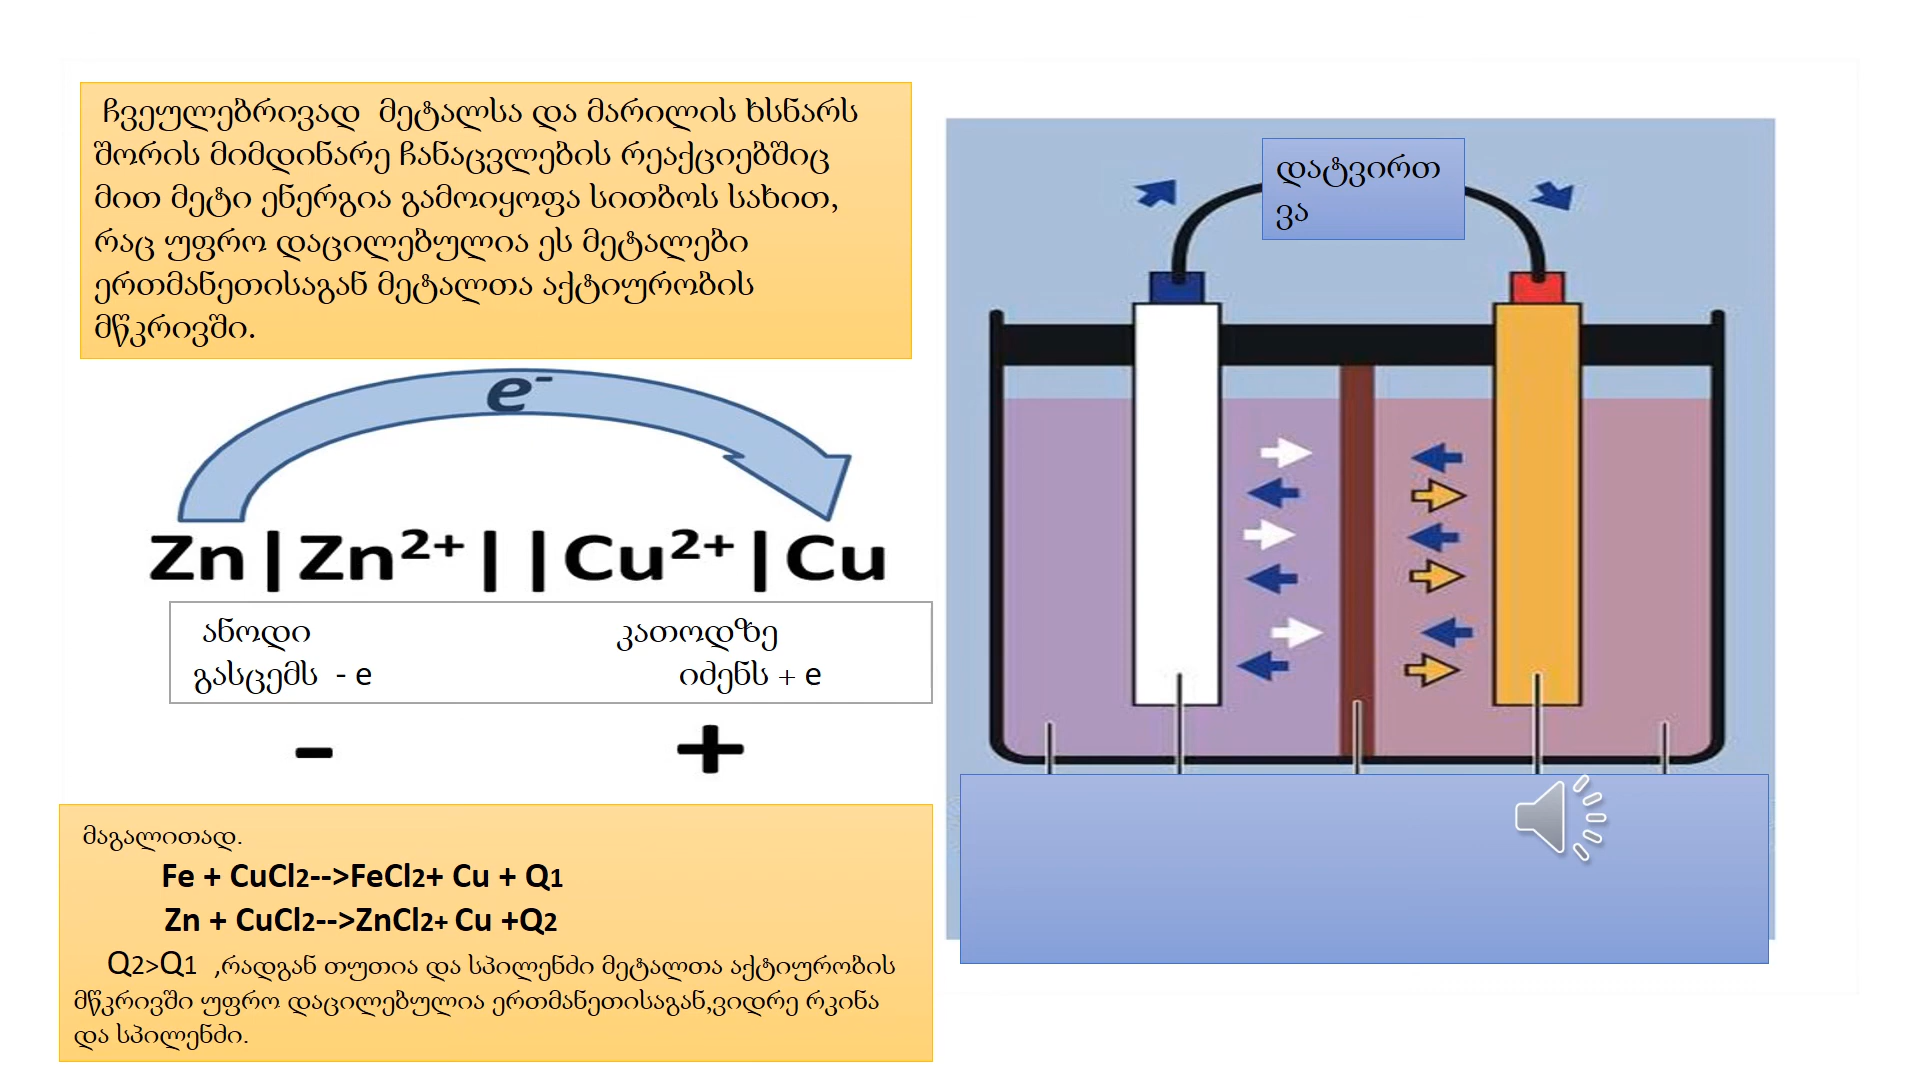 ჩვეულებრივად მეტალსა და მარილის ხსნარს
შორის მიმდინარე ჩანაცვლების რეაქციებშიც
მით მეტი ენერგია გამოიყოფა სითბოს სახით,
რაც უფრო დაცილებულია ეს მეტალები
ერთმანეთისაგან მეტალთა აქტიურობის
მწკრივში.
e⁻
Zn|Zn²⁺||Cu²⁺|Cu
ანოდი კათოდზე
გასცემს - e იძენს + e
- +
მაგალითად.
Fe + CuCl2-->FeCl2+ Cu + Q1
Zn + CuCl2-->ZnCl2+ Cu +Q2
Q2>Q1 ,რადგან თუთია და სპილენძი მეტალთა აქტიურობის
მწკრივში უფრო დაცილებულია ერთმანეთისაგან,ვიდრე რკინა
და სპილენძი.
დატვირთ
ვა